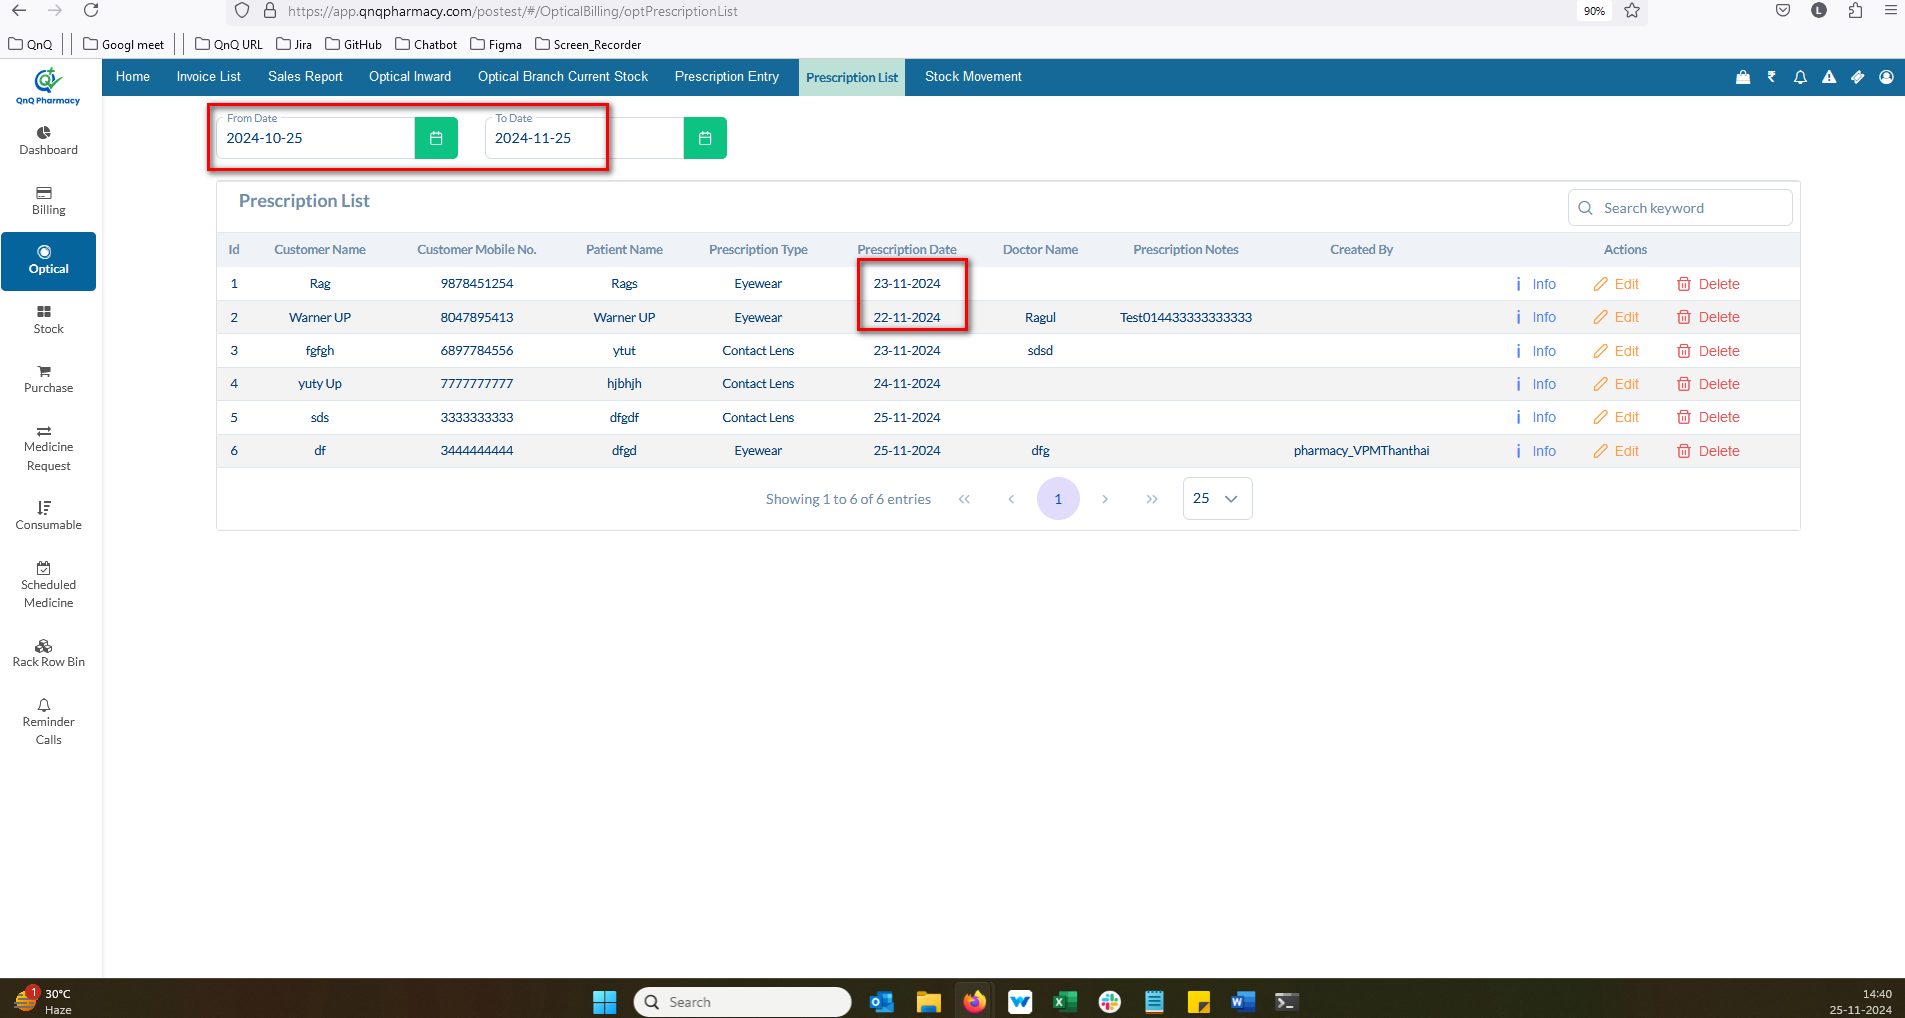 https://app.qnqpharmacy.com/postest/#/OpticalBilling/optPrescriptionList 90% L
QnQ Googl meet QnQ URL Jira GitHub Chatbot Figma Screen_Recorder
QnQ Pharmacy
Home Invoice List Sales Report Optical Inward Optical Branch Current Stock Prescription Entry Prescription List Stock Movement ₹
From Date To Date
2024-10-25 2024-11-25
Dashboard
Billing
Optical
Stock
Purchase
Medicine
Request
Consumable
Scheduled
Medicine
Rack Row Bin
Reminder
Calls
Prescription List Search keyword
Id Customer Name Customer Mobile No. Patient Name Prescription Type Prescription Date Doctor Name Prescription Notes Created By Actions
1 Rag 9878451254 Rags Eyewear 23-11-2024 Info Edit Delete
2 Warner UP 8047895413 Warner UP Eyewear 22-11-2024 Ragul Test014433333333333 Info Edit Delete
3 fgfgh 6897784556 ytut Contact Lens 23-11-2024 sdsd Info Edit Delete
4 yuty Up 7777777777 hjbhjh Contact Lens 24-11-2024 Info Edit Delete
5 sds 3333333333 dfgdf Contact Lens 25-11-2024 Info Edit Delete
6 df 3444444444 dfgd Eyewear 25-11-2024 dfg pharmacy_VPMThanthai Info Edit Delete
Showing 1 to 6 of 6 entries 1 25
1 30°C
Haze
Search
14:40
25-11-2024